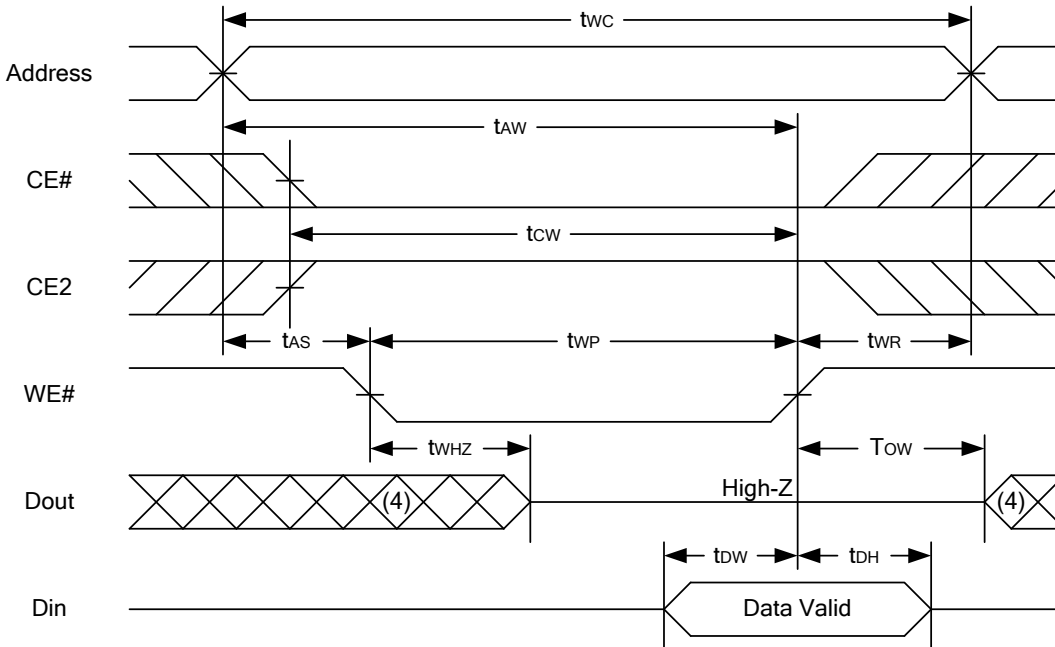 tWC
Address
tAW
CE#
tCW
CE2
tAS
tWP
tWR
WE#
tWHZ
TOW
Dout
(4)
High-Z
(4)
tDW
tDH
Din
Data Valid